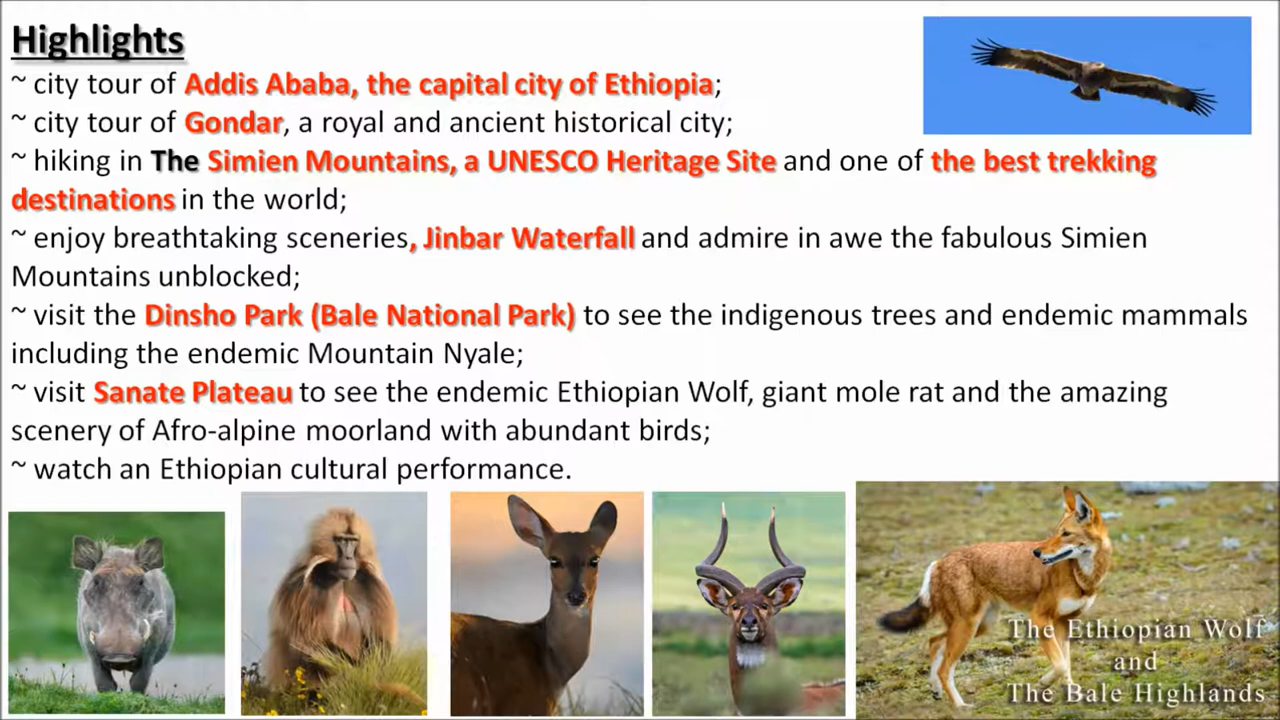 Highlights
~ city tour of Addis Ababa, the capital city of Ethiopia;
~ city tour of Gondar, a royal and ancient historical city;
~ hiking in The Simien Mountains, a UNESCO Heritage Site and one of the best trekking
destinations in the world;
~ enjoy breathtaking sceneries, Jinbar Waterfall and admire in awe the fabulous Simien
Mountains unblocked;
~ visit the Dinsho Park (Bale National Park) to see the indigenous trees and endemic mammals
including the endemic Mountain Nyale;
~ visit Sanate Plateau to see the endemic Ethiopian Wolf, giant mole rat and the amazing
scenery of Afro-alpine moorland with abundant birds;
~ watch an Ethiopian cultural performance.
The Ethiopian Wolf
and
The Bale Highlands